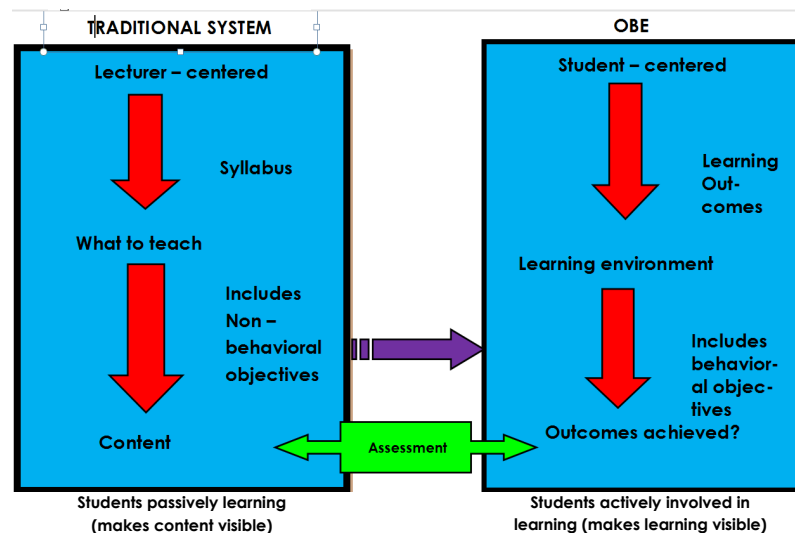 TRADITIONAL SYSTEM
Lecturer – centered
Syllabus
What to teach
Includes
Non –
behavioral
objectives
Content
Students passively learning
(makes content visible)
Assessment
OBE
Student – centered
Learning
Out-
comes
Learning environment
Includes
behavior-
al objec-
tives
Outcomes achieved?
Students actively involved in
learning (makes learning visible)